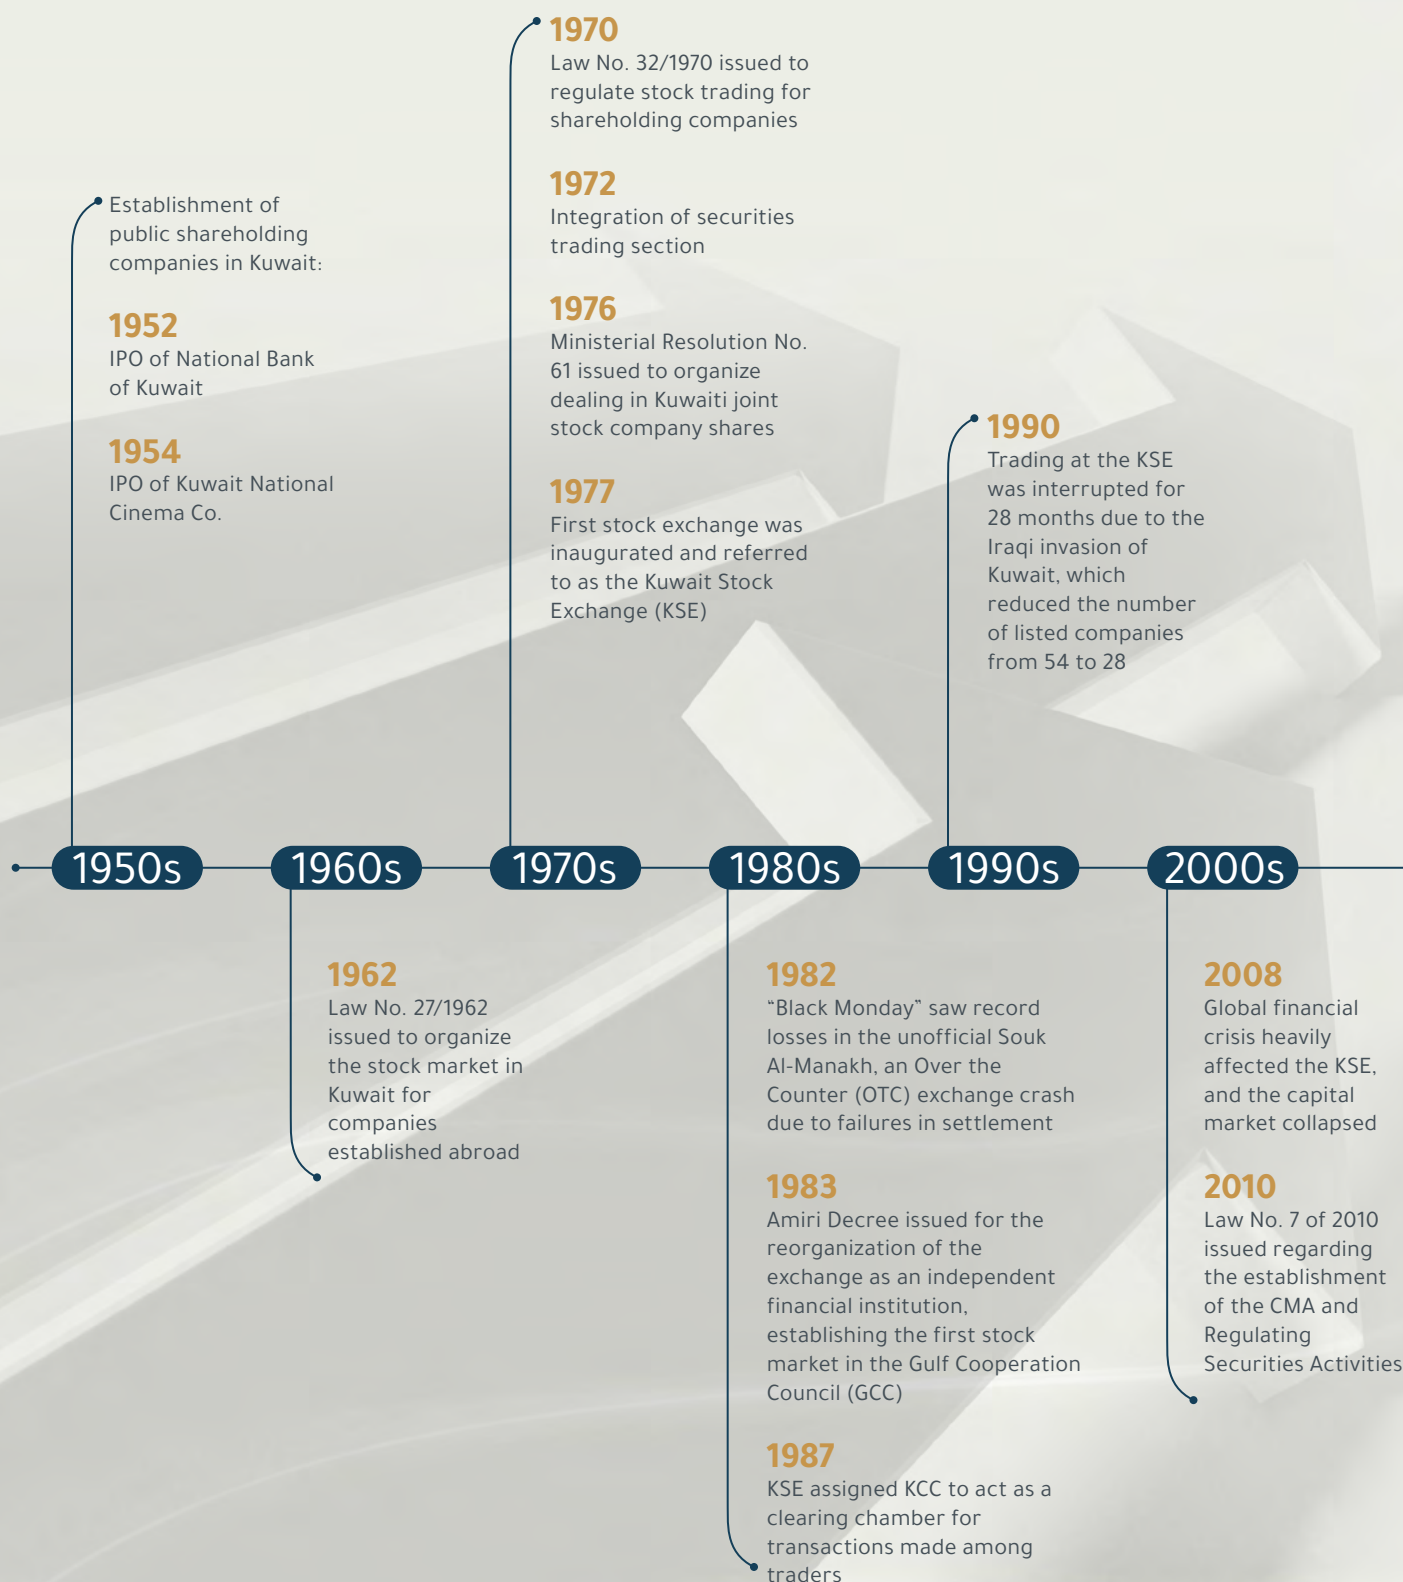 Establishment of
public shareholding
companies in Kuwait:
1952
IPO of National Bank
of Kuwait
1954
IPO of Kuwait National
Cinema Co.
1970
Law No. 32/1970 issued to
regulate stock trading for
shareholding companies
1972
Integration of securities
trading section
1976
Ministerial Resolution No.
61 issued to organize
dealing in Kuwaiti joint
stock company shares
1977
First stock exchange was
inaugurated and referred
to as the Kuwait Stock
Exchange (KSE)
1990
Trading at the KSE
was interrupted for
28 months due to the
Iraqi invasion of
Kuwait, which
reduced the number
of listed companies
from 54 to 28
1950s
1960s
1970s
1980s
1990s
2000s
1962
Law No. 27/1962
issued to organize
the stock market in
Kuwait for
companies
established abroad
1982
“Black Monday” saw record
losses in the unofficial Souk
Al-Manakh, an Over the
Counter (OTC) exchange crash
due to failures in settlement
1983
Amiri Decree issued for the
reorganization of the
exchange as an independent
financial institution,
establishing the first stock
market in the Gulf Cooperation
Council (GCC)
1987
KSE assigned KCC to act as a
clearing chamber for
transactions made among
traders
2008
Global financial
crisis heavily
affected the KSE,
and the capital
market collapsed
2010
Law No. 7 of 2010
issued regarding
the establishment
of the CMA and
Regulating
Securities Activities